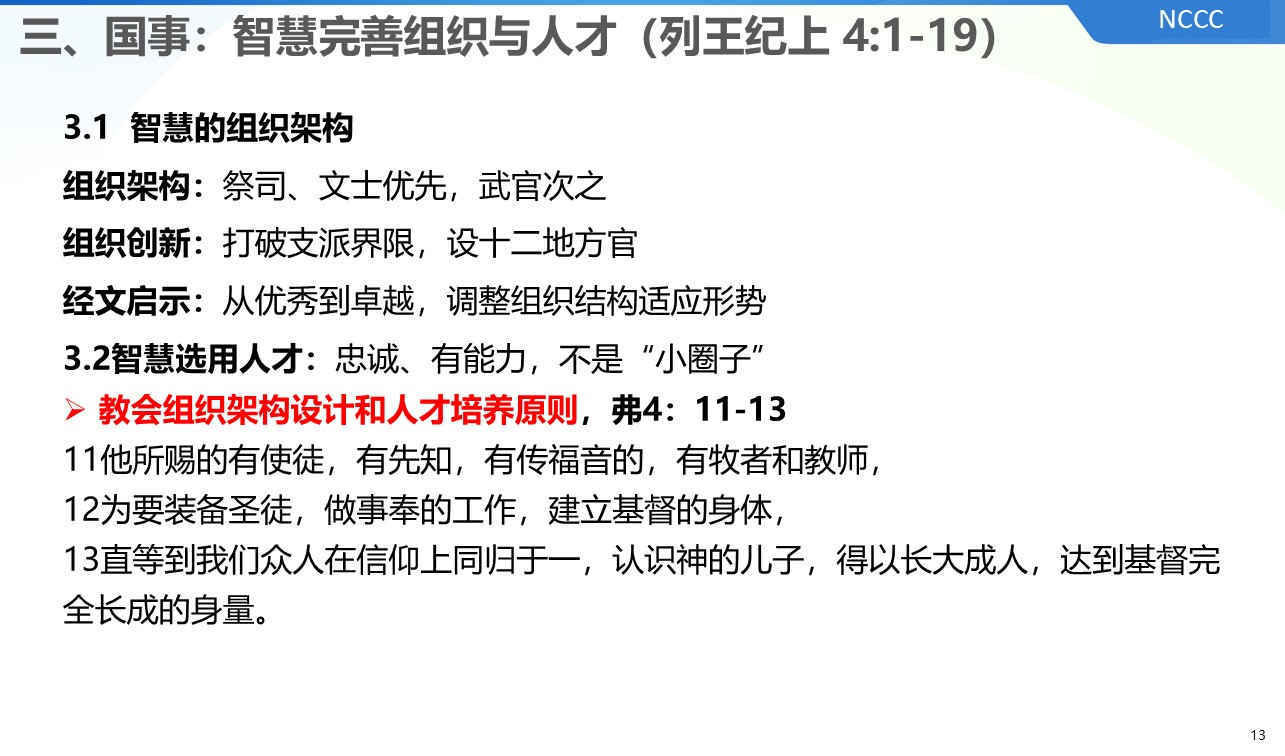 NCCC
三、国事：智慧完善组织与人才（列王纪上 4:1-19）
3.1 智慧的组织架构
组织架构：祭司、文士优先，武官次之
组织创新：打破支派界限，设十二地方官
经文启示：从优秀到卓越，调整组织结构适应形势
3.2智慧选用人才：忠诚、有能力，不是“小圈子”
➢ 教会组织架构设计和人才培养原则，弗4：11-13
11他所赐的有使徒，有先知，有传福音的，有牧者和教师，
12为要装备圣徒，做事奉的工作，建立基督的身体，
13直等到我们众人在信仰上同归于一，认识神的儿子，得以长大成人，达到基督完
全长成的身量。
13